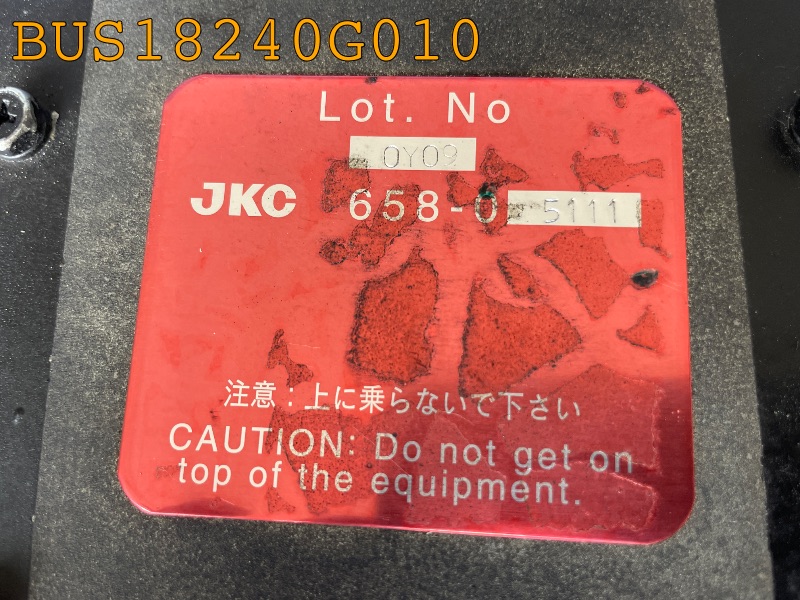 BUS18240G010
Lot. No
0Y09
JKC 658-0 5111
注意：上に乗らないで下さい
CAUTION: Do not get on
top of the equipment.